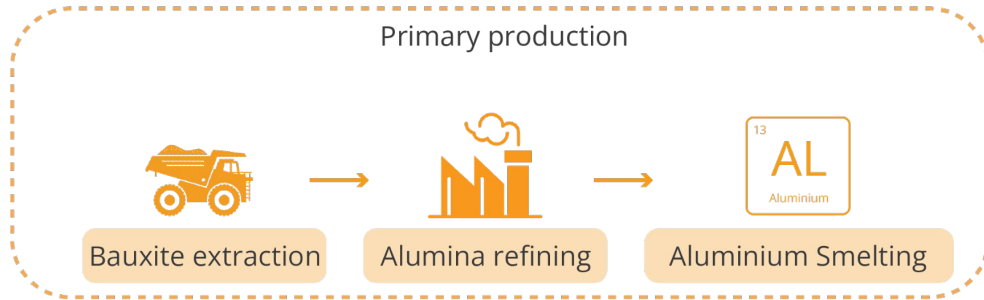 Primary production
13
AL
Aluminium
Bauxite extraction
Alumina refining
Aluminium Smelting